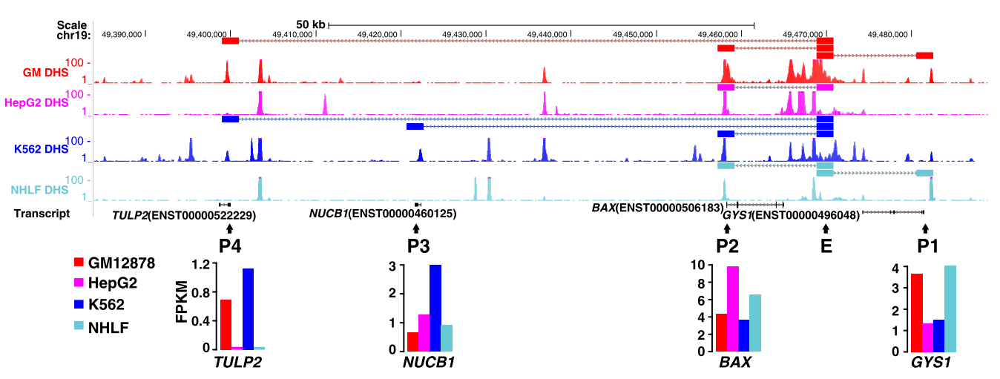 Scale 50 kb
chr19: 49,390,000 49,400,000 49,410,000 49,420,000 49,430,000 49,440,000 49,450,000 49,460,000 49,470,000 49,480,000
100 -
GM DHS
1
100 -
HepG2 DHS
1
100 -
K562 DHS
1
100 -
NHLF DHS
1
Transcript TULP2(ENST00000522229) NUCB1(ENST00000460125) BAX(ENST00000506183) GYS1(ENST00000496048)
P4 P3 P2 E P1
GM12878
HepG2
K562
NHLF
FPKM
1.2
0.8
0.4
0
TULP2
3
2
1
0
NUCB1
10
8
6
4
2
0
BAX
4
3
2
1
0
GYS1